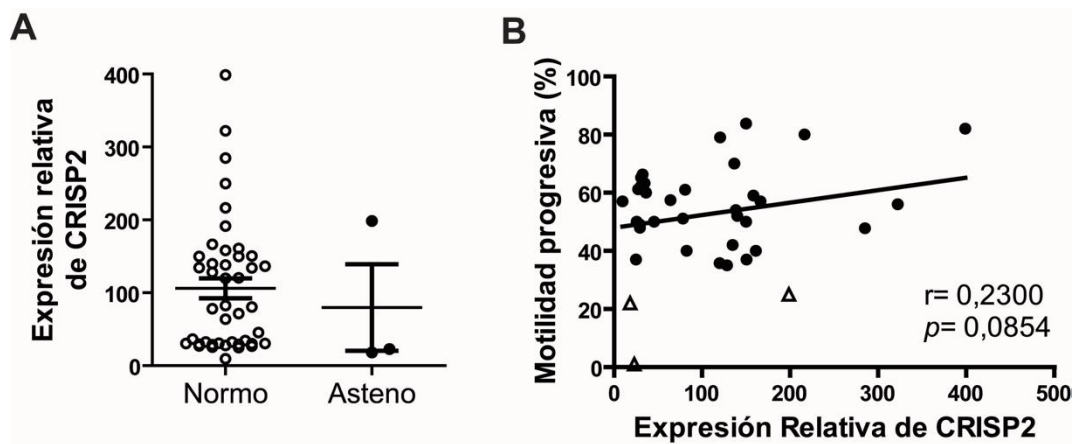 A
Expresión relativa
de CRISP2
400
300
200
100
0
Normo
Asteno
B
Motilidad progresiva (%)
100
80
60
40
20
0
r= 0,2300
p= 0,0854
0 100 200 300 400 500
Expresión Relativa de CRISP2